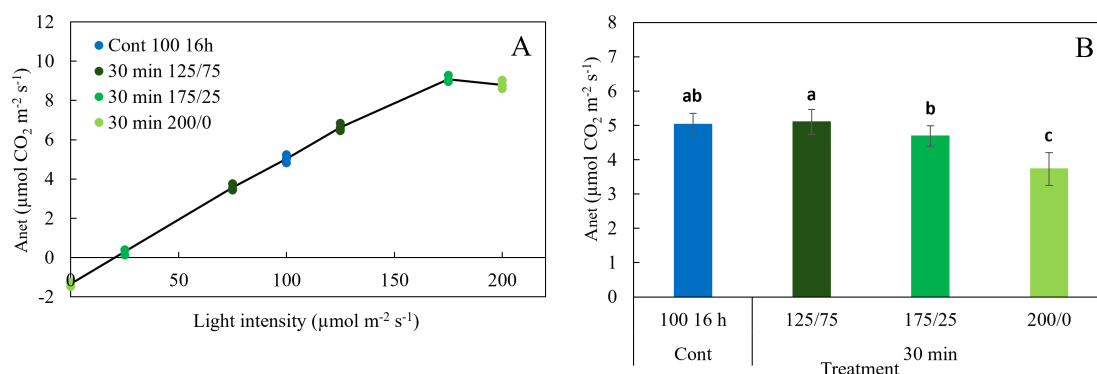 A
Cont 100 16h
30 min 125/75
30 min 175/25
30 min 200/0
Anet (µmol CO₂ m⁻² s⁻¹)
12
10
8
6
4
2
0
-2
0
50
100
150
200
Light intensity (µmol m⁻² s⁻¹)
B
Anet (µmol CO₂ m⁻² s⁻¹)
8
7
6
5
4
3
2
1
0
ab
a
b
c
100 16 h
125/75
175/25
200/0
Cont
30 min
Treatment